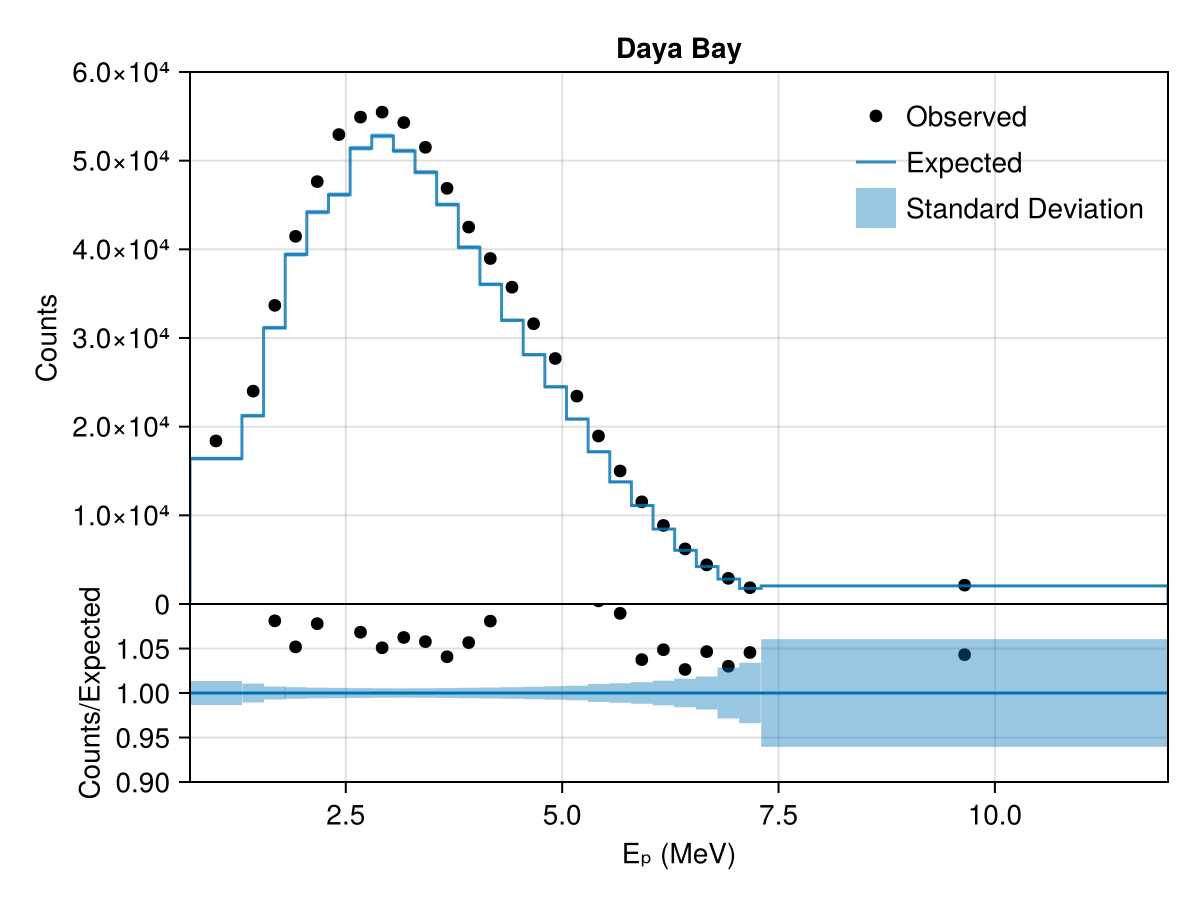 Daya Bay
6.0×10⁴
5.0×10⁴
4.0×10⁴
3.0×10⁴
2.0×10⁴
1.0×10⁴
0
Counts
Observed
Expected
Standard Deviation
1.05
1.00
0.95
0.90
Counts/Expected
2.5 5.0 7.5 10.0
Eₚ (MeV)